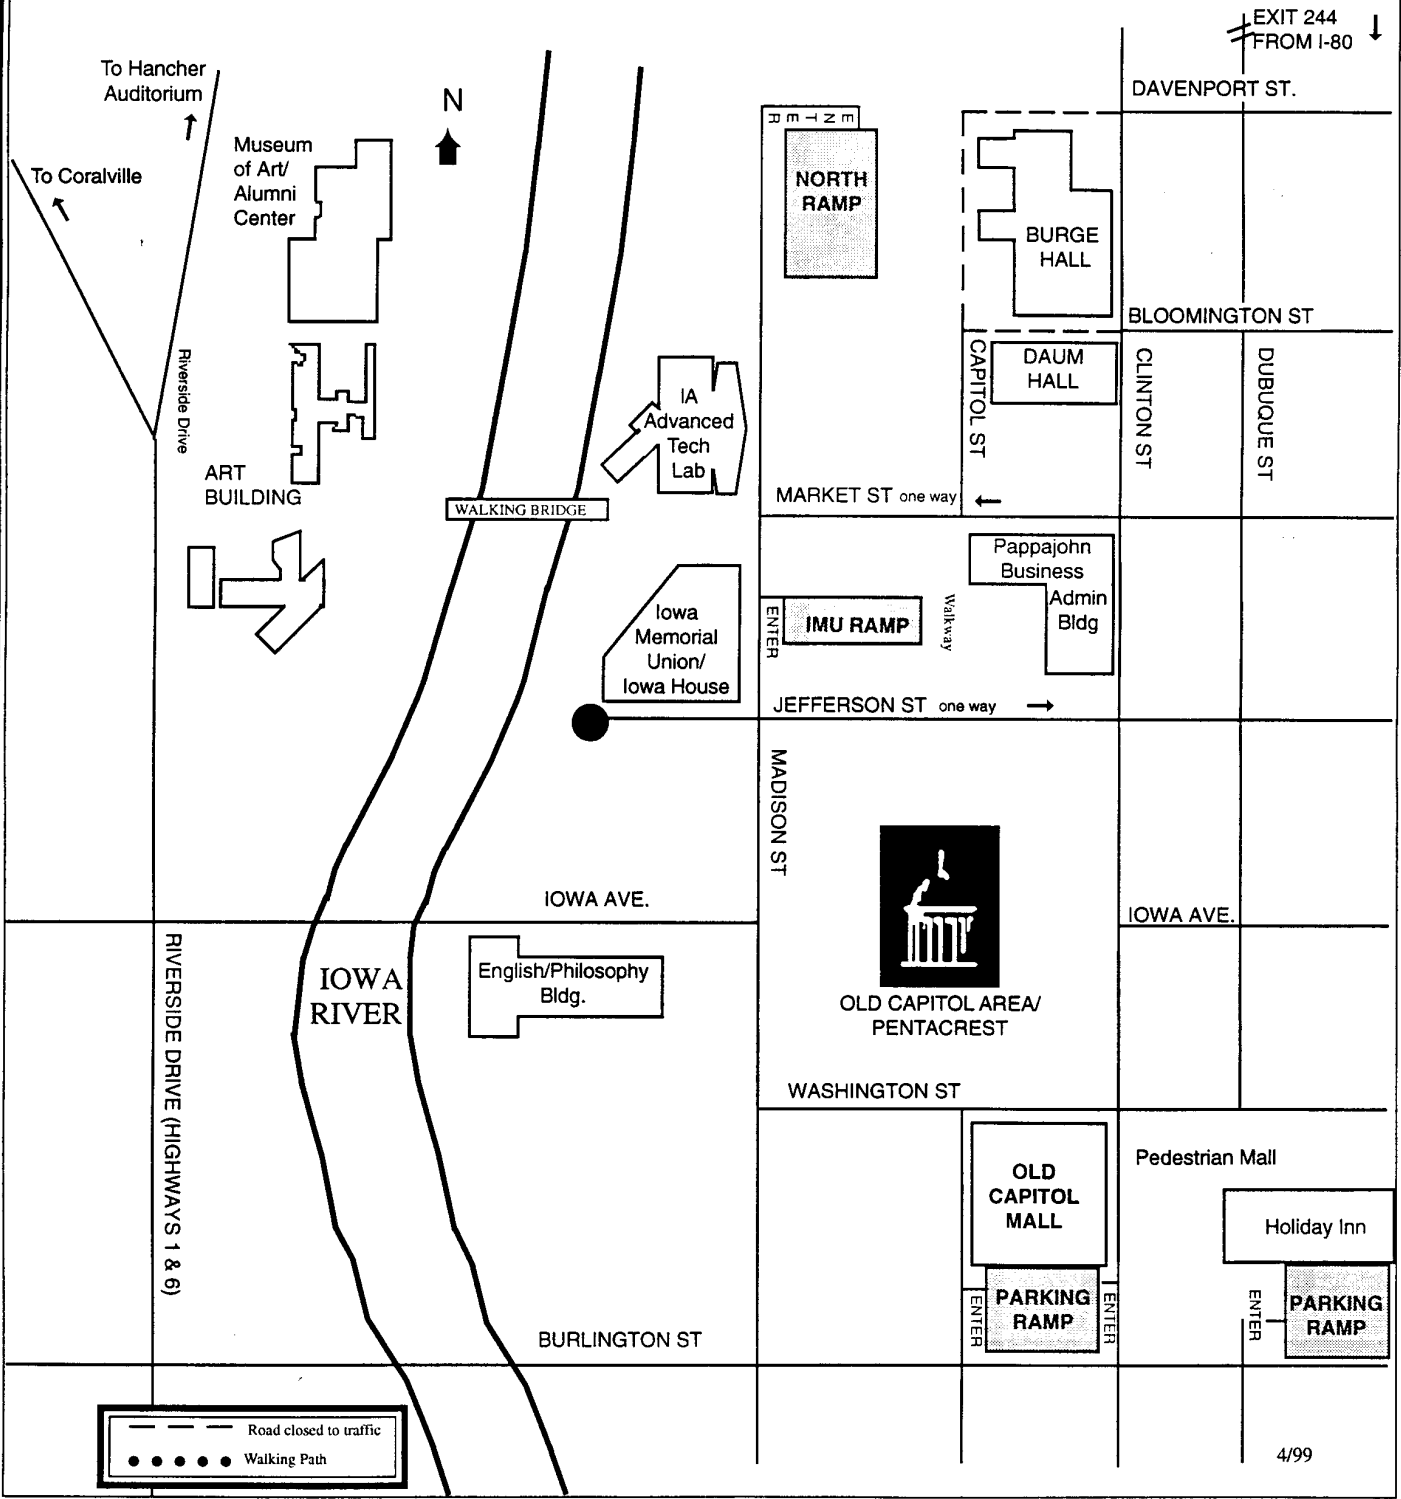 EXIT 244
FROM I-80
DAVENPORT ST.
To Hancher
Auditorium
N
To Coralville
Museum
of Art/
Alumni
Center
ENTER
NORTH
RAMP
BURGE
HALL
BLOOMINGTON ST
Riverside Drive
CAPITOL ST
DAUM
HALL
CLINTON ST
DUBUQUE ST
IA
Advanced
Tech
Lab
ART
BUILDING
MARKET ST one way
WALKING BRIDGE
Pappajohn
Business
Admin
Bldg
Iowa
Memorial
Union/
Iowa House
ENTER
IMU RAMP
Walkway
JEFFERSON ST one way
MADISON ST
IOWA AVE.
IOWA AVE.
RIVERSIDE DRIVE (HIGHWAYS 1 & 6)
IOWA
RIVER
English/Philosophy
Bldg.
OLD CAPITOL AREA/
PENTACREST
WASHINGTON ST
OLD
CAPITOL
MALL
Pedestrian Mall
Holiday Inn
ENTER
PARKING
RAMP
ENTER
ENTER
PARKING
RAMP
BURLINGTON ST
Road closed to traffic
Walking Path
4/99